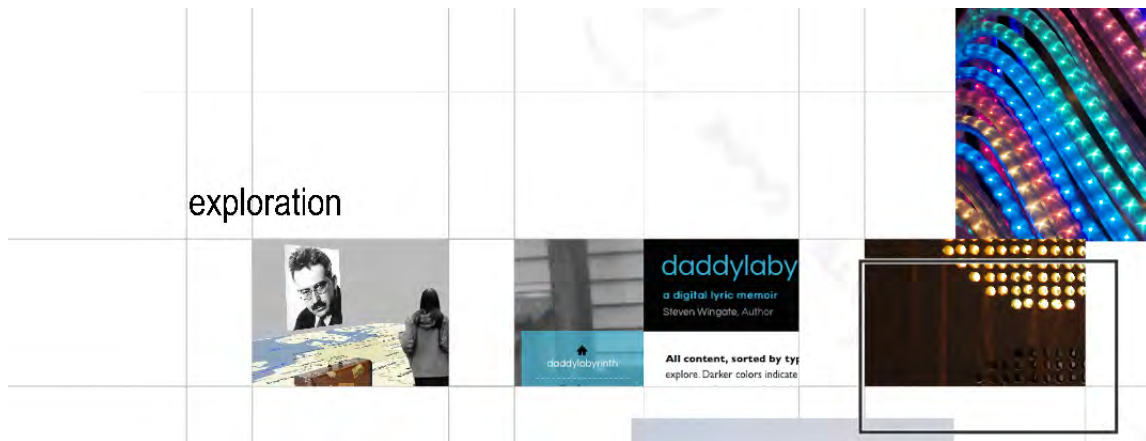 exploration
daddylaby
a digital lyric memoir
Steven Wingate, Author
daddylabyrinth
All content, sorted by typ
explore. Darker colors indicate